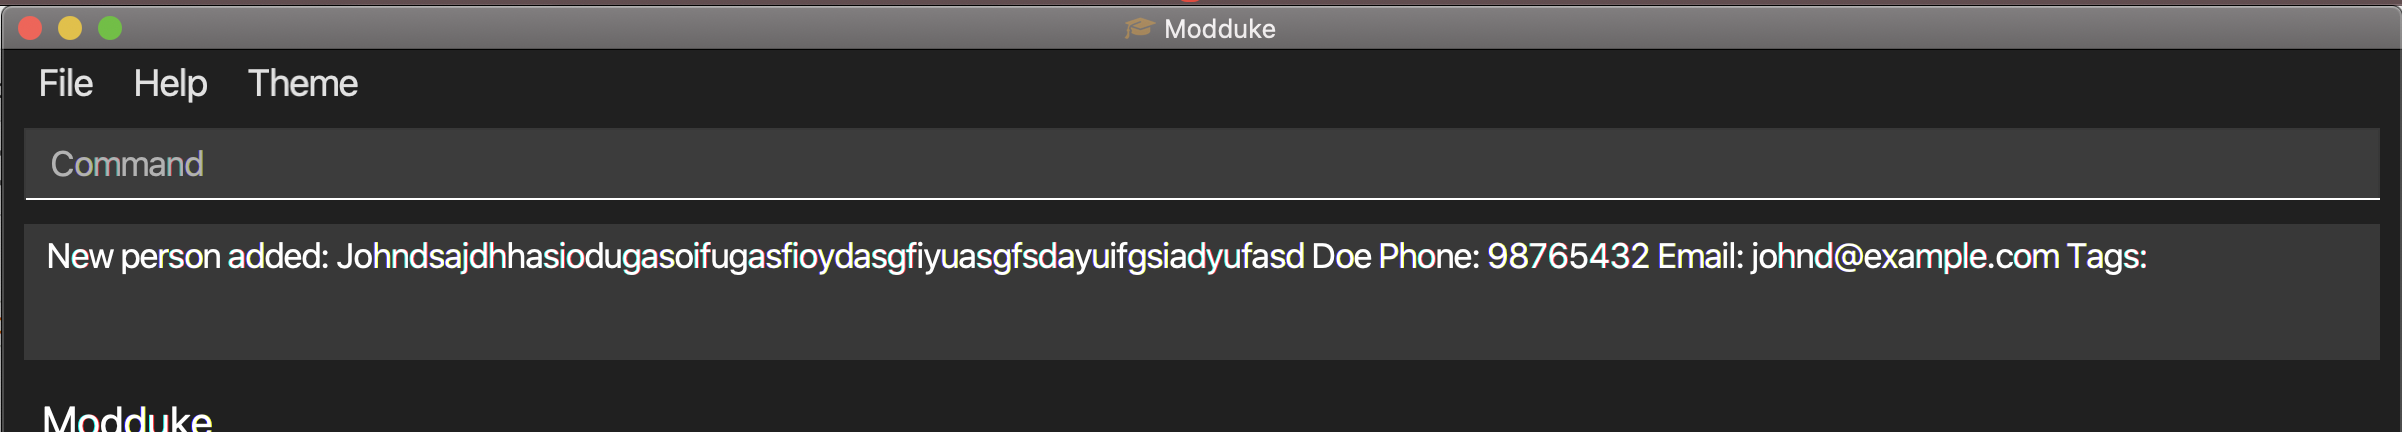 Modduke
File Help Theme
Command
New person added: Johndsajdhhasiodugasoifugasfioydasgfiyuasgfsdayuifgsiadyufasd Doe Phone: 98765432 Email: johnd@example.com Tags:
Modduke